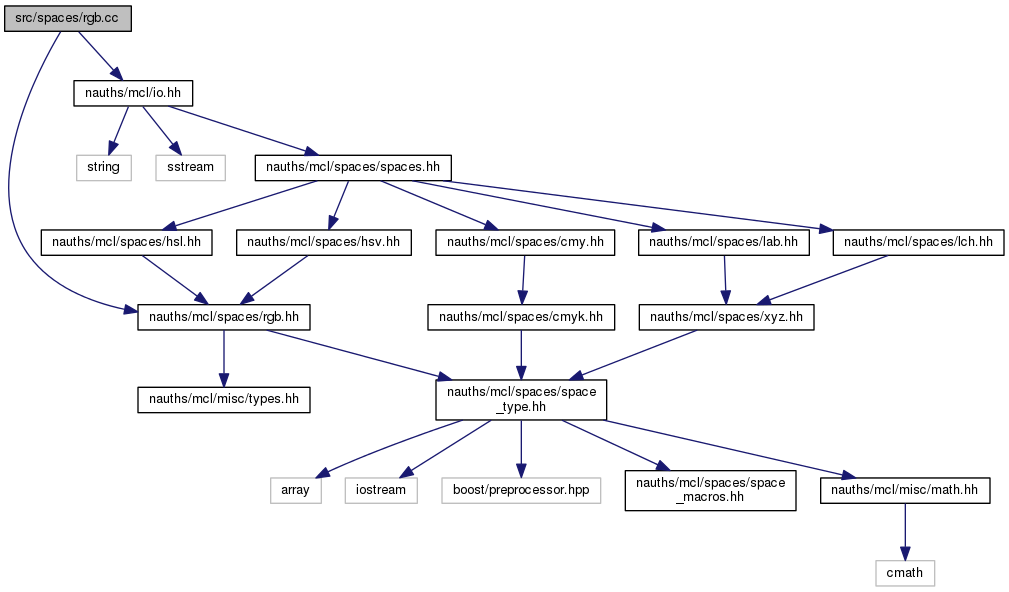 src/spaces/rgb.cc
nauths/mcl/io.hh
string
sstream
nauths/mcl/spaces/spaces.hh
nauths/mcl/spaces/hsl.hh
nauths/mcl/spaces/hsv.hh
nauths/mcl/spaces/cmy.hh
nauths/mcl/spaces/lab.hh
nauths/mcl/spaces/lch.hh
nauths/mcl/spaces/rgb.hh
nauths/mcl/spaces/cmyk.hh
nauths/mcl/spaces/xyz.hh
nauths/mcl/misc/types.hh
nauths/mcl/spaces/space
_type.hh
array
iostream
boost/preprocessor.hpp
nauths/mcl/spaces/space
_macros.hh
nauths/mcl/misc/math.hh
cmath